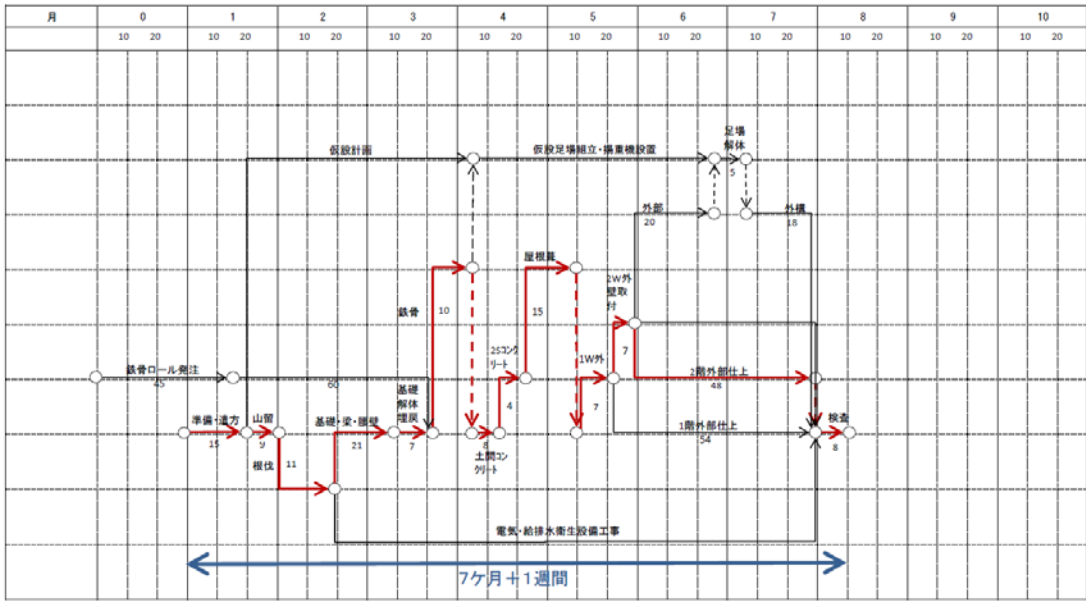 月 0 1 2 3 4 5 6 7 8 9 10
10 20 10 20 10 20 10 20 10 20 10 20 10 20 10 20 10 20 10 20 10 20
足場
解体
仮設計画
仮設足場組立・揚重機設置
5
外部
20
外構
18
屋根葺
2W外
壁取
付
鉄骨
10
15
2Sコンク
リート
1W外
7
鉄骨ロール発注
45
60
基礎
解体
埋戻
4
7
2階外部仕上
48
準備・遣方
15
山留
9
基礎・梁・腰壁
21
7
8
土間コン
クリート
1階外部仕上
54
検査
8
根伐
11
電気・給排水衛生設備工事
7ケ月+1週間